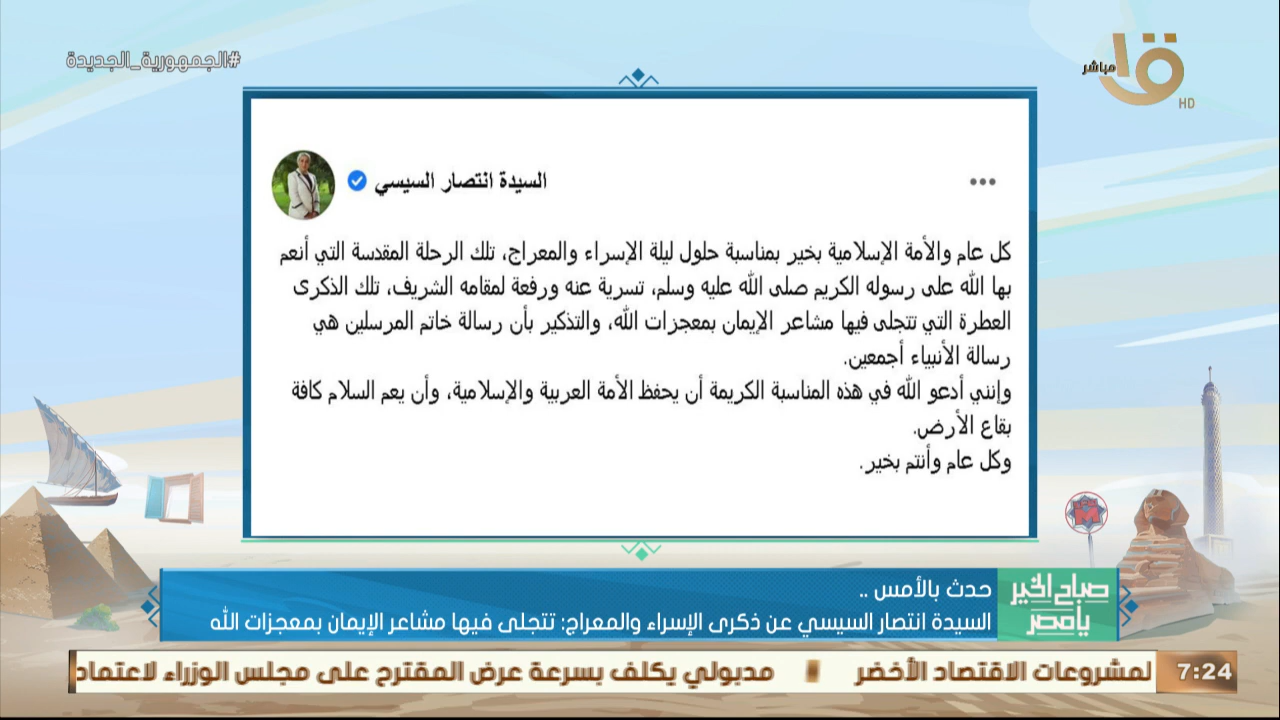 #الجمهورية_الجديدة
مباشر
HD
السيدة انتصار السيسي
كل عام والأمة الإسلامية بخير بمناسبة حلول ليلة الإسراء والمعراج، تلك الرحلة المقدسة التي أنعم
بها الله على رسوله الكريم صلى الله عليه وسلم، تسرية عنه ورفعة لمقامه الشريف، تلك الذكرى
العطرة التي تتجلى فيها مشاعر الإيمان بمعجزات الله، والتذكير بأن رسالة خاتم المرسلين هي
رسالة الأنبياء أجمعين.
وإنني أدعو الله في هذه المناسبة الكريمة أن يحفظ الأمة العربية والإسلامية، وأن يعم السلام كافة
بقاع الأرض.
وكل عام وأنتم بخير.
M
صباح الخير
يا مصر
حدث بالأمس ..
السيدة انتصار السيسي عن ذكرى الإسراء والمعراج: تتجلى فيها مشاعر الإيمان بمعجزات الله
7:24
لمشروعات الاقتصاد الأخضر
مدبولي يكلف بسرعة عرض المقترح على مجلس الوزراء لاعتماد